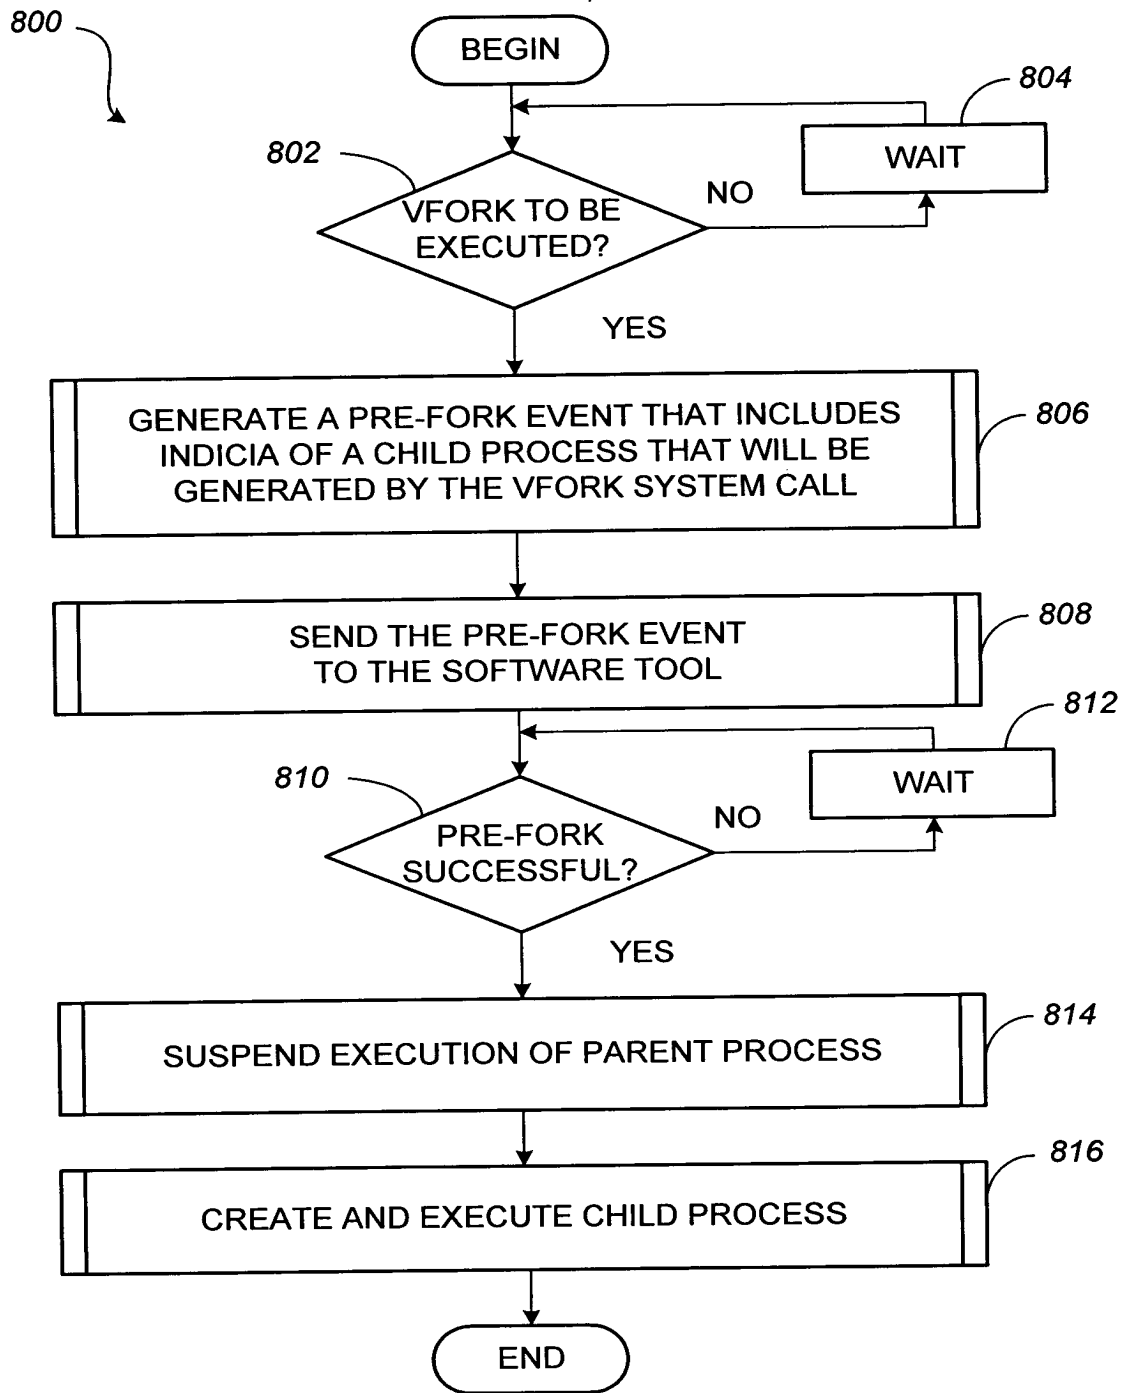 800
BEGIN
804
WAIT
802
VFORK TO BE
EXECUTED?
NO
YES
GENERATE A PRE-FORK EVENT THAT INCLUDES
INDICIA OF A CHILD PROCESS THAT WILL BE
GENERATED BY THE VFORK SYSTEM CALL
806
SEND THE PRE-FORK EVENT
TO THE SOFTWARE TOOL
808
812
WAIT
810
PRE-FORK
SUCCESSFUL?
NO
YES
SUSPEND EXECUTION OF PARENT PROCESS
814
CREATE AND EXECUTE CHILD PROCESS
816
END